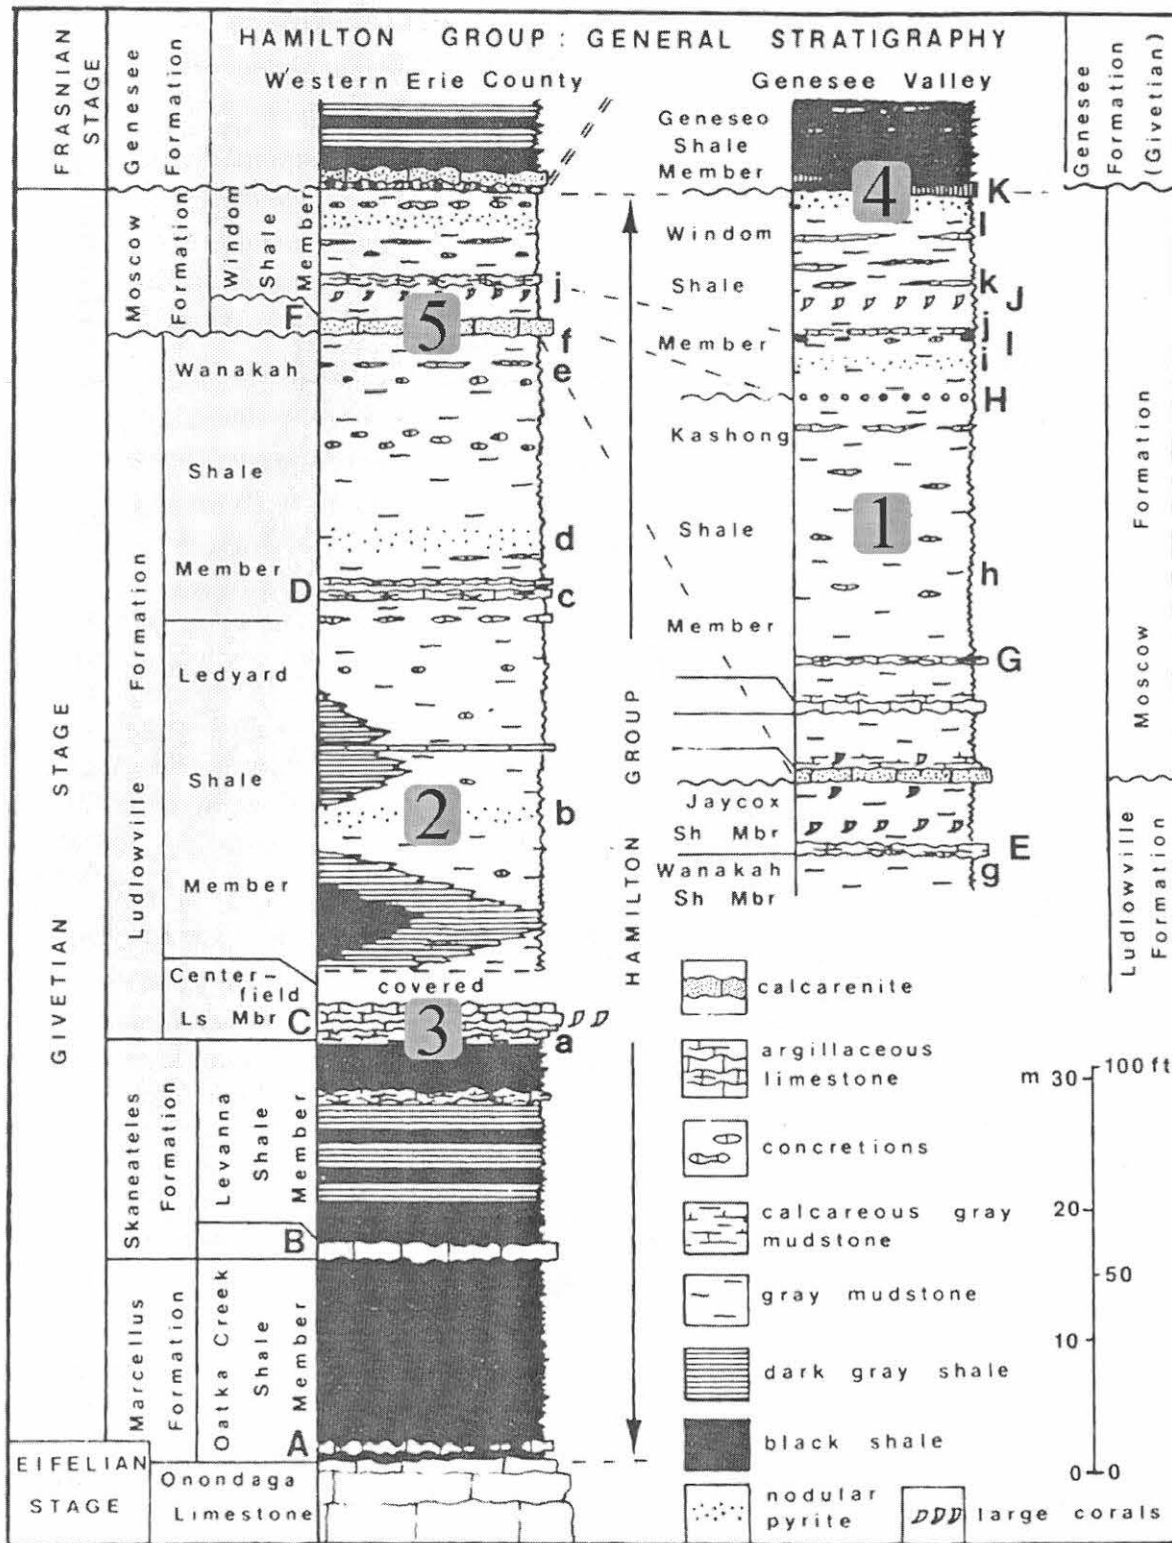 HAMILTON GROUP: GENERAL STRATIGRAPHY
Western Erie County
Genesee Valley
FRASNIAN STAGE
Genesee Formation
Moscow Formation
Windom Shale Member
F
j
5
f
Wanakah
e
Shale
d
Member
D
c
Ledyard
Shale
2
b
Member
Ludlowville Formation
GIVETIAN STAGE
Center-
field
Ls Mbr
C
covered
3
a
Skaneateles Formation
Levanna Shale Member
B
Marcellus Formation
Oatka Creek Shale Member
A
EIFELIAN
STAGE
Onondaga
Limestone
HAMILTON GROUP
Geneseo
Shale
Member
4
K
Windom
l
Shale
k
J
Member
j
I
i
H
Kashong
Shale
1
h
Member
G
Jaycox
Sh Mbr
E
Wanakah
Sh Mbr
g
Genesee Formation (Givetian)
Moscow Formation
Ludlowville Formation
calcarenite
argillaceous
limestone
concretions
calcareous gray
mudstone
gray mudstone
dark gray shale
black shale
nodular
pyrite
large corals
m 30
100 ft
20
50
10
0
0